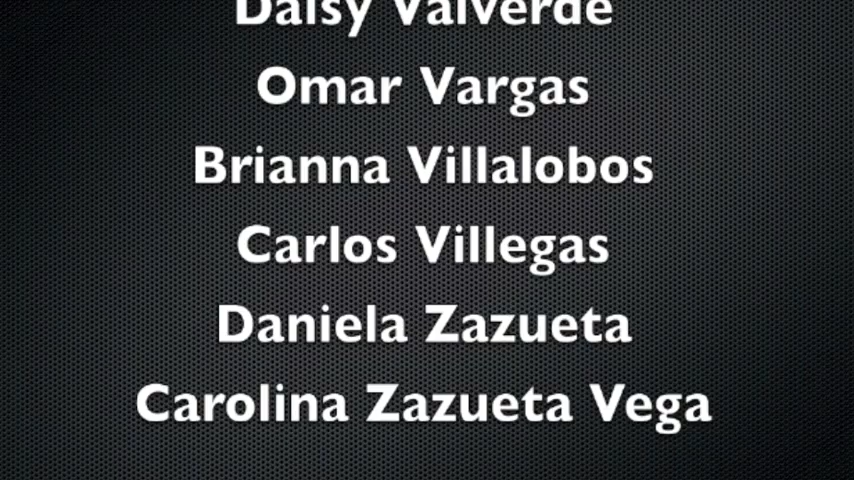 Daisy Valverde
Omar Vargas
Brianna Villalobos
Carlos Villegas
Daniela Zazueta
Carolina Zazueta Vega